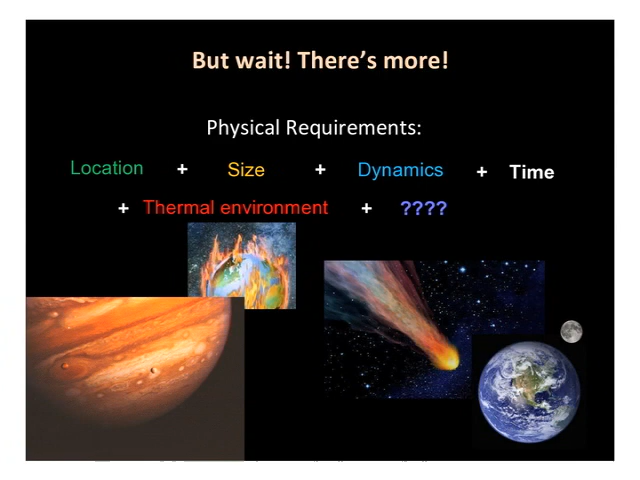 But wait! There’s more!
Physical Requirements:
Location + Size + Dynamics + Time
+ Thermal environment + ????